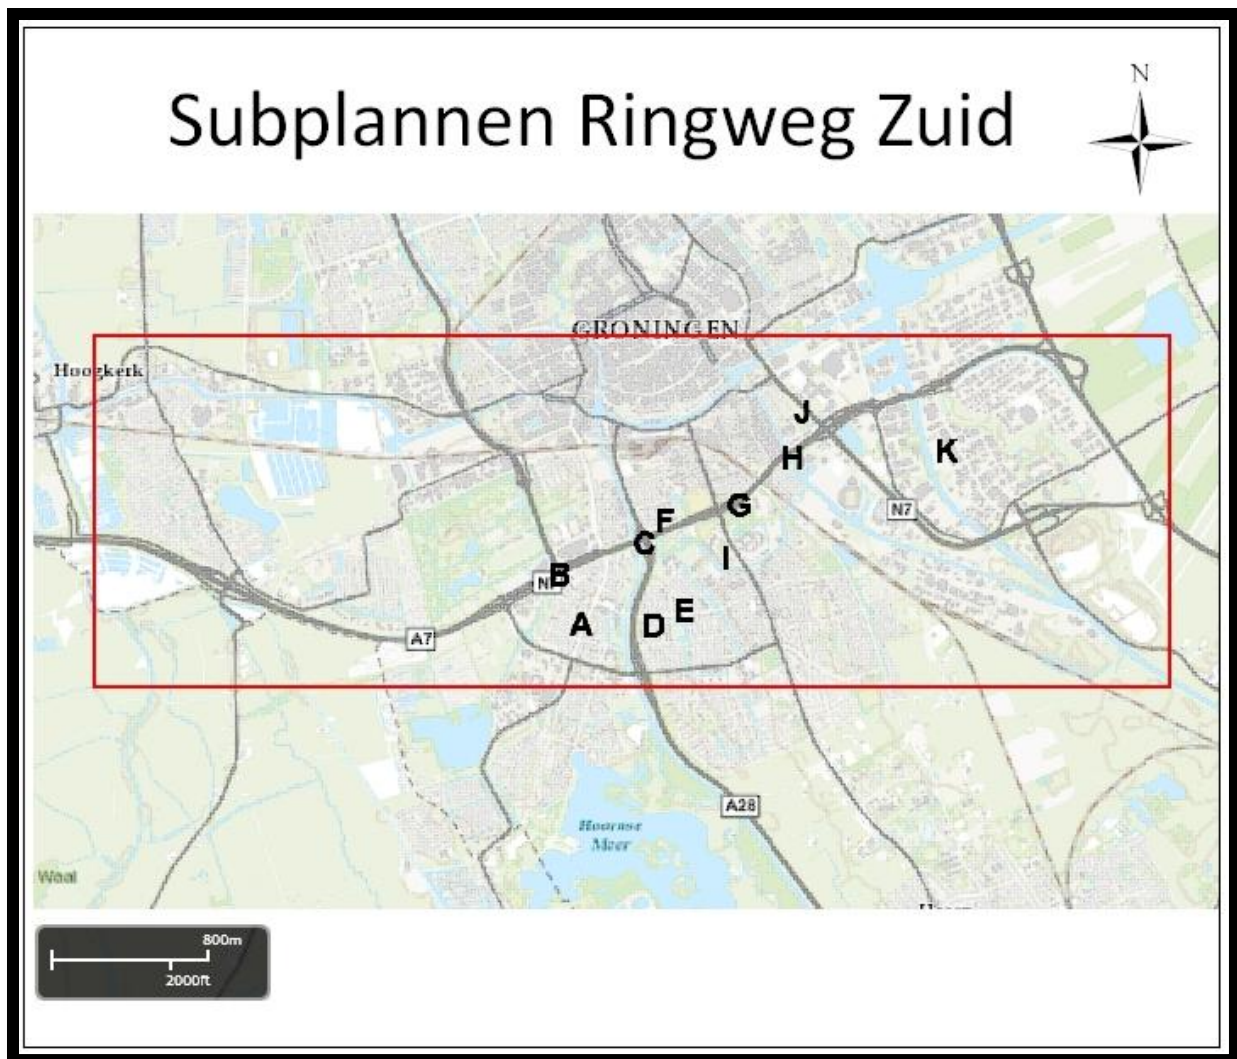 Subplannen Ringweg Zuid
N
GRONINGEN
Hoogkerk
J
K
H
G
N7
F
C
I
B
A
D
E
A7
A28
Hoornse
Meer
Waal
800m
2000ft